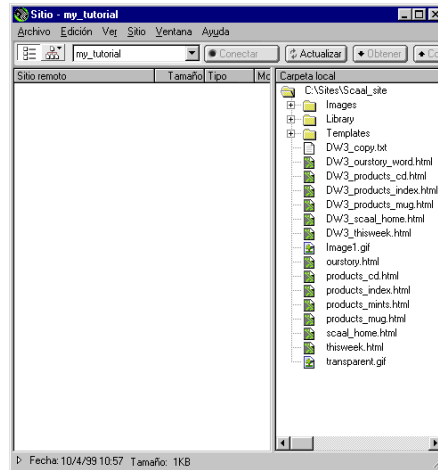 Sitio - my_tutorial
Archivo Edición Ver Sitio Ventana Ayuda
my_tutorial Conectar Actualizar Obtener
Sitio remoto Tamaño Tipo Mo Carpeta local
C:\Sites\Scaal_site
Images
Library
Templates
DW3_copy.txt
DW3_ourstory_word.html
DW3_products_cd.html
DW3_products_index.html
DW3_products_mug.html
DW3_scaal_home.html
DW3_thisweek.html
Image1.gif
ourstory.html
products_cd.html
products_index.html
products_mints.html
products_mug.html
scaal_home.html
thisweek.html
transparent.gif
Fecha: 10/4/99 10:57 Tamaño: 1KB